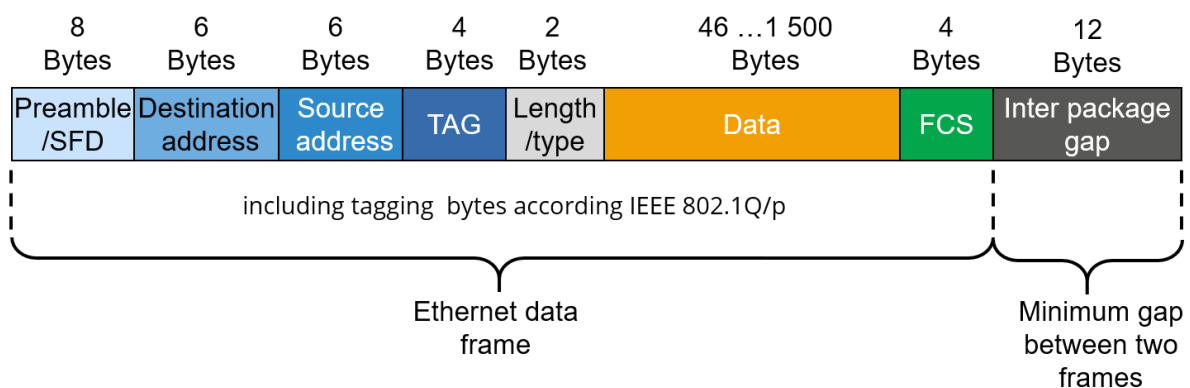 8 6 6 4 2 46 …1 500 4 12
Bytes Bytes Bytes Bytes Bytes Bytes Bytes Bytes
Preamble Destination Source TAG Length Data FCS Inter package
/SFD address address /type gap
including tagging bytes according IEEE 802.1Q/p
Ethernet data
frame
Minimum gap
between two
frames